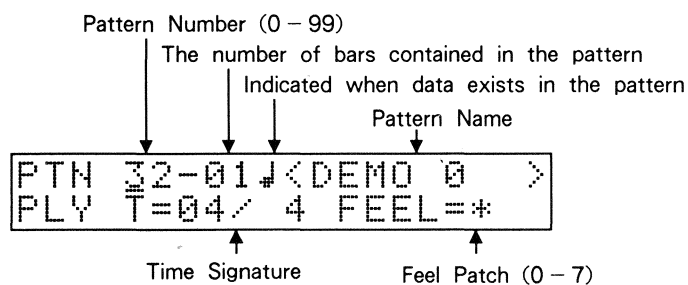 Pattern Number (0 – 99)
The number of bars contained in the pattern
Indicated when data exists in the pattern
Pattern Name
PTN 32-01♩<DEMO 0 >
PLY T=04/ 4 FEEL=*
Time Signature
Feel Patch (0 – 7)